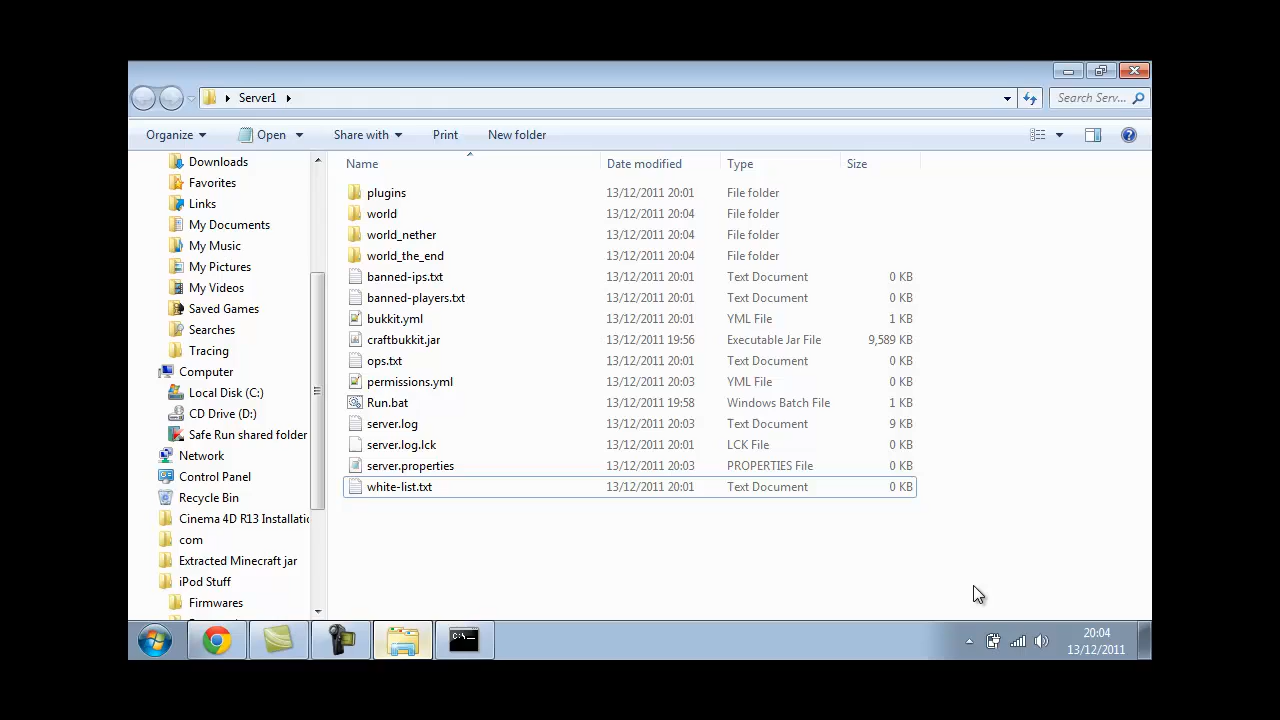 Server1
Search Serv...
Organize Open Share with Print New folder
Downloads
Favorites
Links
My Documents
My Music
My Pictures
My Videos
Saved Games
Searches
Tracing
Computer
Local Disk (C:)
CD Drive (D:)
Safe Run shared folder
Network
Control Panel
Recycle Bin
Cinema 4D R13 Installatio
com
Extracted Minecraft jar
iPod Stuff
Firmwares
Name Date modified Type Size
plugins 13/12/2011 20:01 File folder
world 13/12/2011 20:04 File folder
world_nether 13/12/2011 20:04 File folder
world_the_end 13/12/2011 20:04 File folder
banned-ips.txt 13/12/2011 20:01 Text Document 0 KB
banned-players.txt 13/12/2011 20:01 Text Document 0 KB
bukkit.yml 13/12/2011 20:01 YML File 1 KB
craftbukkit.jar 13/12/2011 19:56 Executable Jar File 9,589 KB
ops.txt 13/12/2011 20:01 Text Document 0 KB
permissions.yml 13/12/2011 20:03 YML File 0 KB
Run.bat 13/12/2011 19:58 Windows Batch File 1 KB
server.log 13/12/2011 20:03 Text Document 9 KB
server.log.lck 13/12/2011 20:01 LCK File 0 KB
server.properties 13/12/2011 20:03 PROPERTIES File 0 KB
white-list.txt 13/12/2011 20:01 Text Document 0 KB
C:\
20:04
13/12/2011